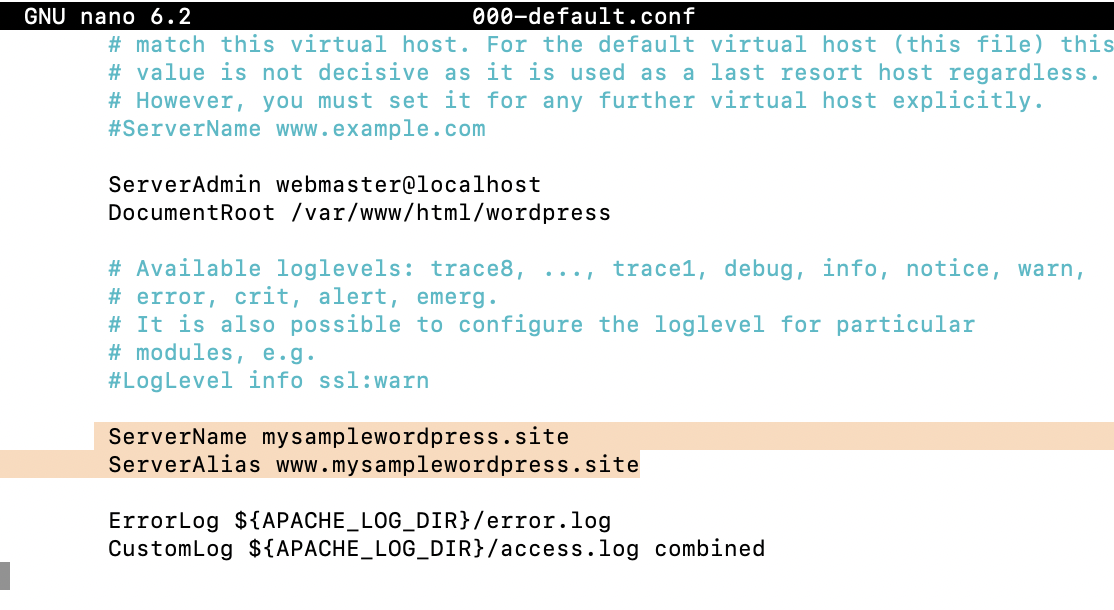 GNU nano 6.2 000-default.conf
# match this virtual host. For the default virtual host (this file) this
# value is not decisive as it is used as a last resort host regardless.
# However, you must set it for any further virtual host explicitly.
#ServerName www.example.com
ServerAdmin webmaster@localhost
DocumentRoot /var/www/html/wordpress
# Available loglevels: trace8, ..., trace1, debug, info, notice, warn,
# error, crit, alert, emerg.
# It is also possible to configure the loglevel for particular
# modules, e.g.
#LogLevel info ssl:warn
ServerName mysamplewordpress.site
ServerAlias www.mysamplewordpress.site
ErrorLog ${APACHE_LOG_DIR}/error.log
CustomLog ${APACHE_LOG_DIR}/access.log combined